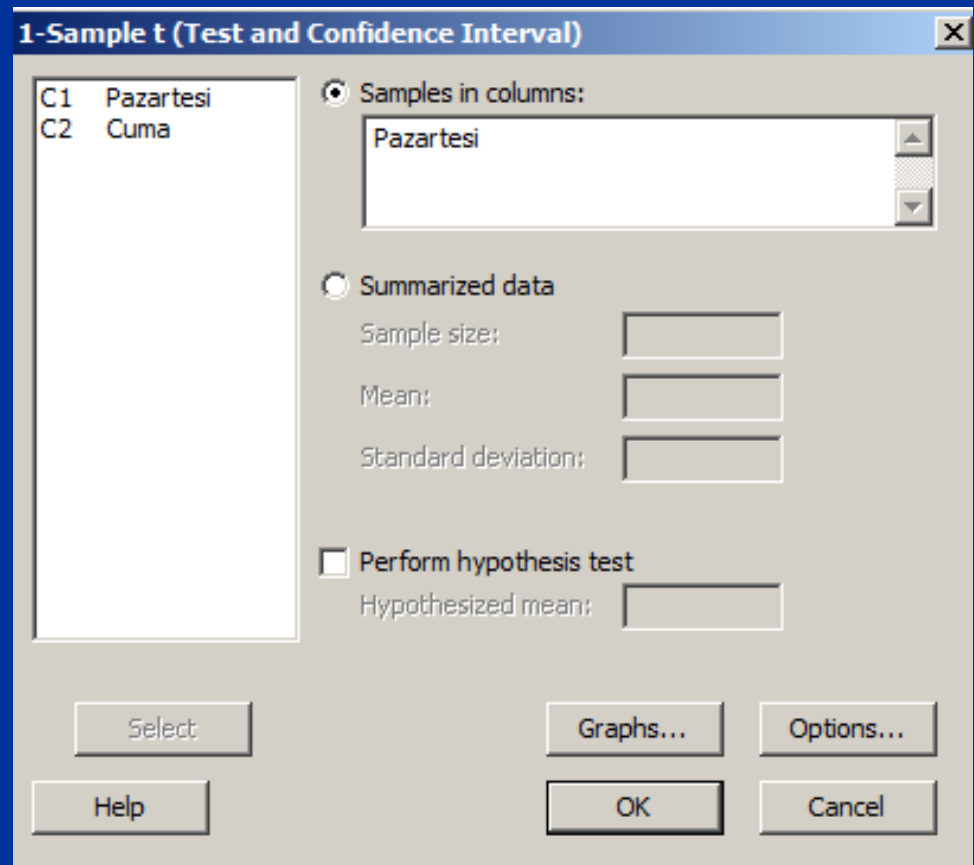 1-Sample t (Test and Confidence Interval)
C1 Pazartesi
C2 Cuma
Samples in columns:
Pazartesi
Summarized data
Sample size:
Mean:
Standard deviation:
Perform hypothesis test
Hypothesized mean:
Select
Graphs...
Options...
Help
OK
Cancel